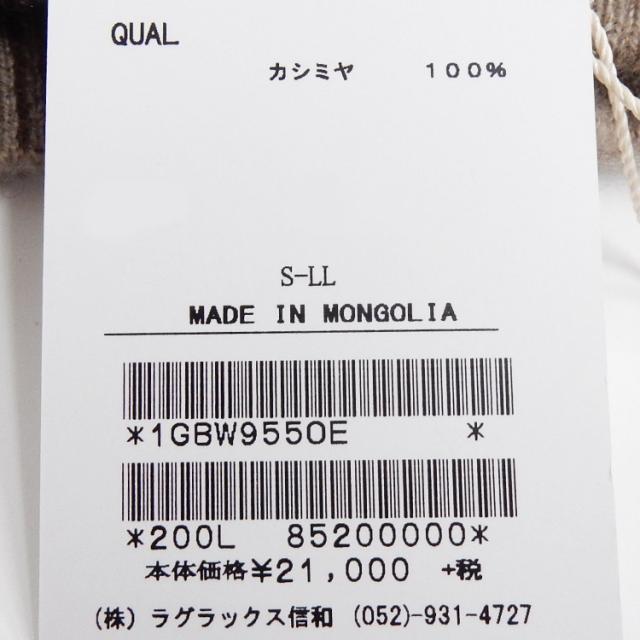 QUAL
カシミヤ １００％
S-LL
MADE IN MONGOLIA
*1GBW9550E *
*200L 85200000*
本体価格¥21,000 +税
(株) ラグラックス信和 (052)-931-4727